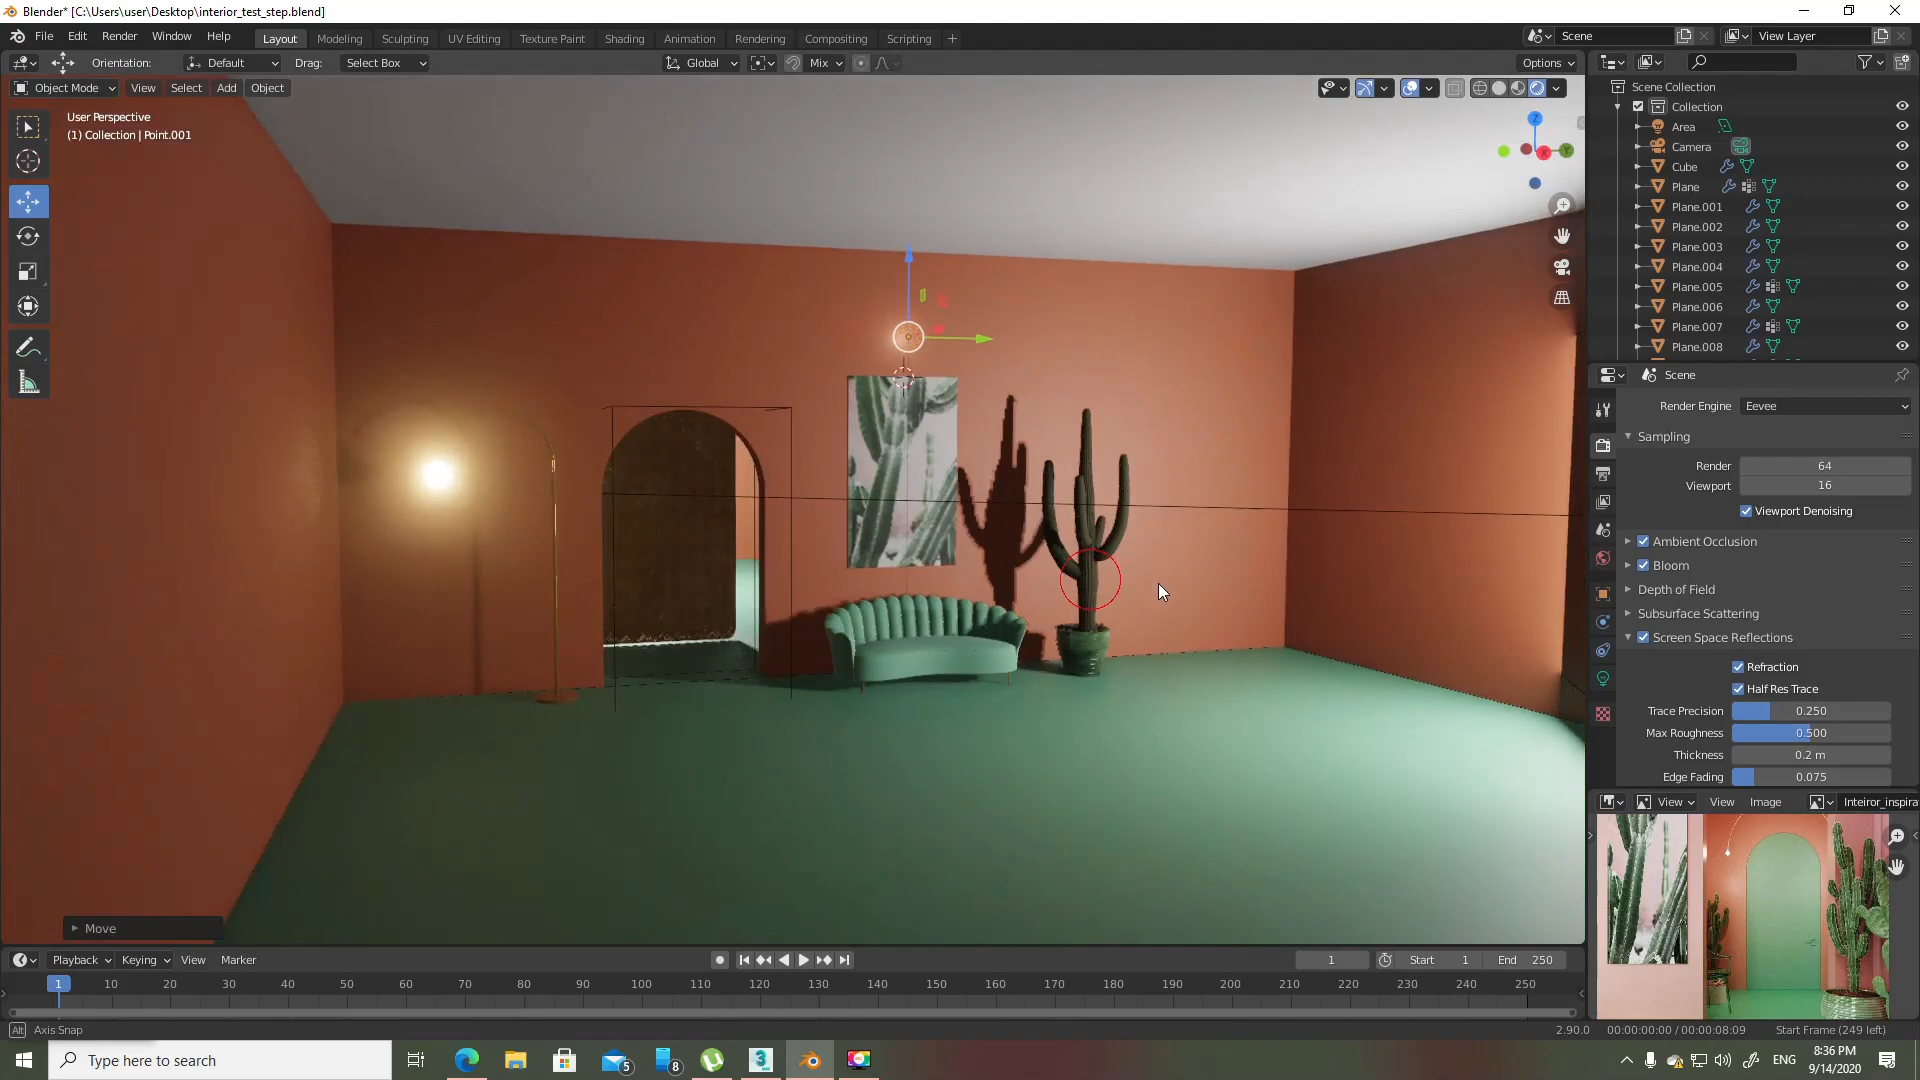 Blender* [C:\Users\user\Desktop\interior_test_step.blend]
File Edit Render Window Help Layout Modeling Sculpting UV Editing Texture Paint Shading Animation Rendering Compositing Scripting + Scene View Layer
Orientation: Default Drag: Select Box Global Mix Options
Object Mode View Select Add Object
User Perspective
(1) Collection | Point.001
Z
X
Y
Move
Scene Collection
Collection
Area
Camera
Cube
Plane
Plane.001
Plane.002
Plane.003
Plane.004
Plane.005
Plane.006
Plane.007
Plane.008
Scene
Render Engine Eevee
Sampling
Render 64
Viewport 16
Viewport Denoising
Ambient Occlusion
Bloom
Depth of Field
Subsurface Scattering
Screen Space Reflections
Refraction
Half Res Trace
Trace Precision 0.250
Max Roughness 0.500
Thickness 0.2 m
Edge Fading 0.075
View View Image Inteiror_inspira
Playback Keying View Marker 1 Start 1 End 250
1 10 20 30 40 50 60 70 80 90 100 110 120 130 140 150 160 170 180 190 200 210 220 230 240 250
Alt Axis Snap 2.90.0 00:00:00:00 / 00:00:08:09 Start Frame (249 left)
Type here to search 5 8 3 ENG
8:36 PM
9/14/2020